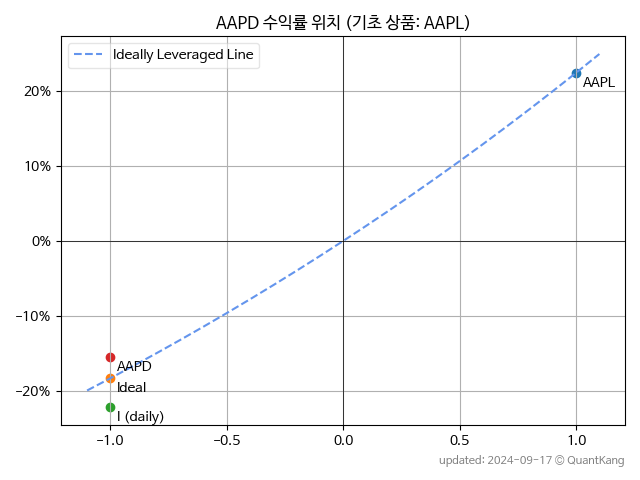 AAPD 수익률 위치 (기초 상품: AAPL)
Ideally Leveraged Line
AAPL
20%
10%
0%
−10%
−20%
AAPD
Ideal
I (daily)
−1.0
−0.5
0.0
0.5
1.0
updated: 2024-09-17 © QuantKang